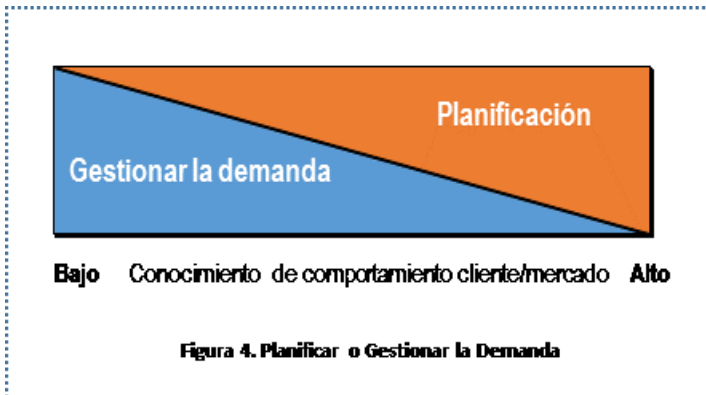 Planificación
Gestionar la demanda
Bajo Conocimiento de comportamiento cliente/mercado Alto
Figura 4. Planificar o Gestionar la Demanda